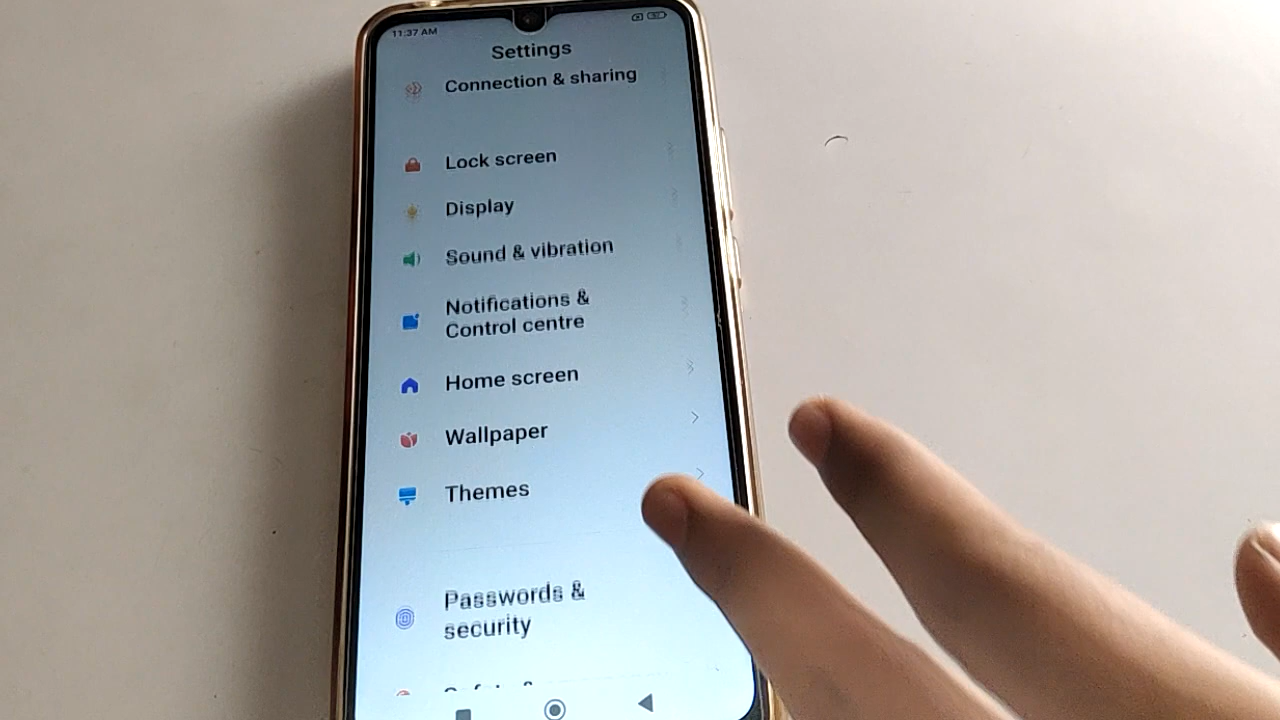 11:37 AM
Settings
Connection & sharing
Lock screen
Display
Sound & vibration
Notifications &
Control centre
Home screen
Wallpaper
Themes
Passwords &
security